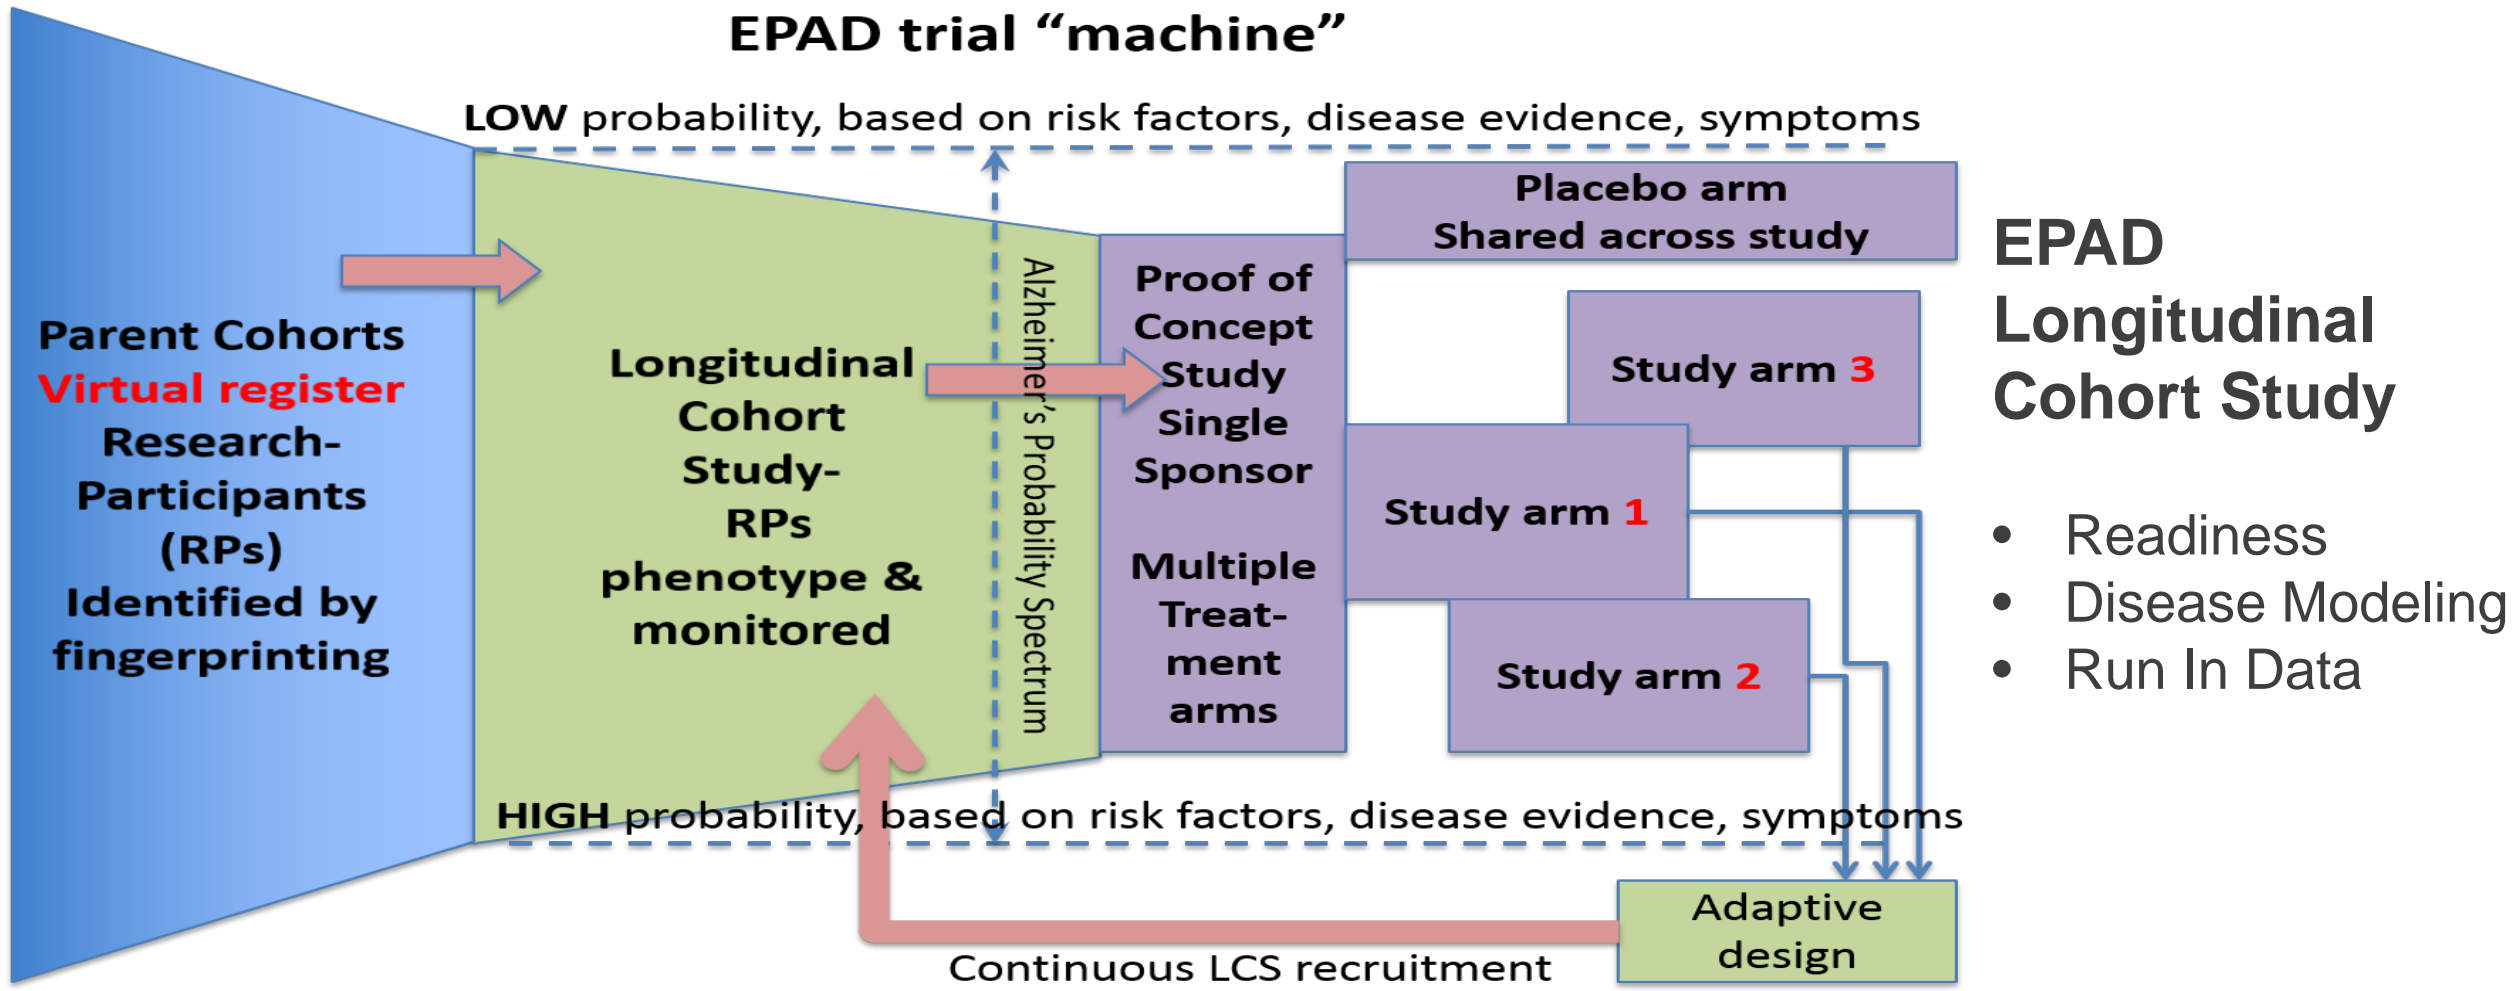 EPAD trial “machine”
LOW probability, based on risk factors, disease evidence, symptoms
Parent Cohorts
Virtual register
Research-
Participants
(RPs)
Identified by
fingerprinting
Longitudinal
Cohort
Study-
RPs
phenotype &
monitored
Alzheimer’s Probability Spectrum
Proof of
Concept
Study
Single
Sponsor
Multiple
Treat-
ment
arms
Placebo arm
Shared across study
Study arm 3
Study arm 1
Study arm 2
HIGH probability, based on risk factors, disease evidence, symptoms
Adaptive
design
Continuous LCS recruitment
EPAD
Longitudinal
Cohort Study
• Readiness
• Disease Modeling
• Run In Data